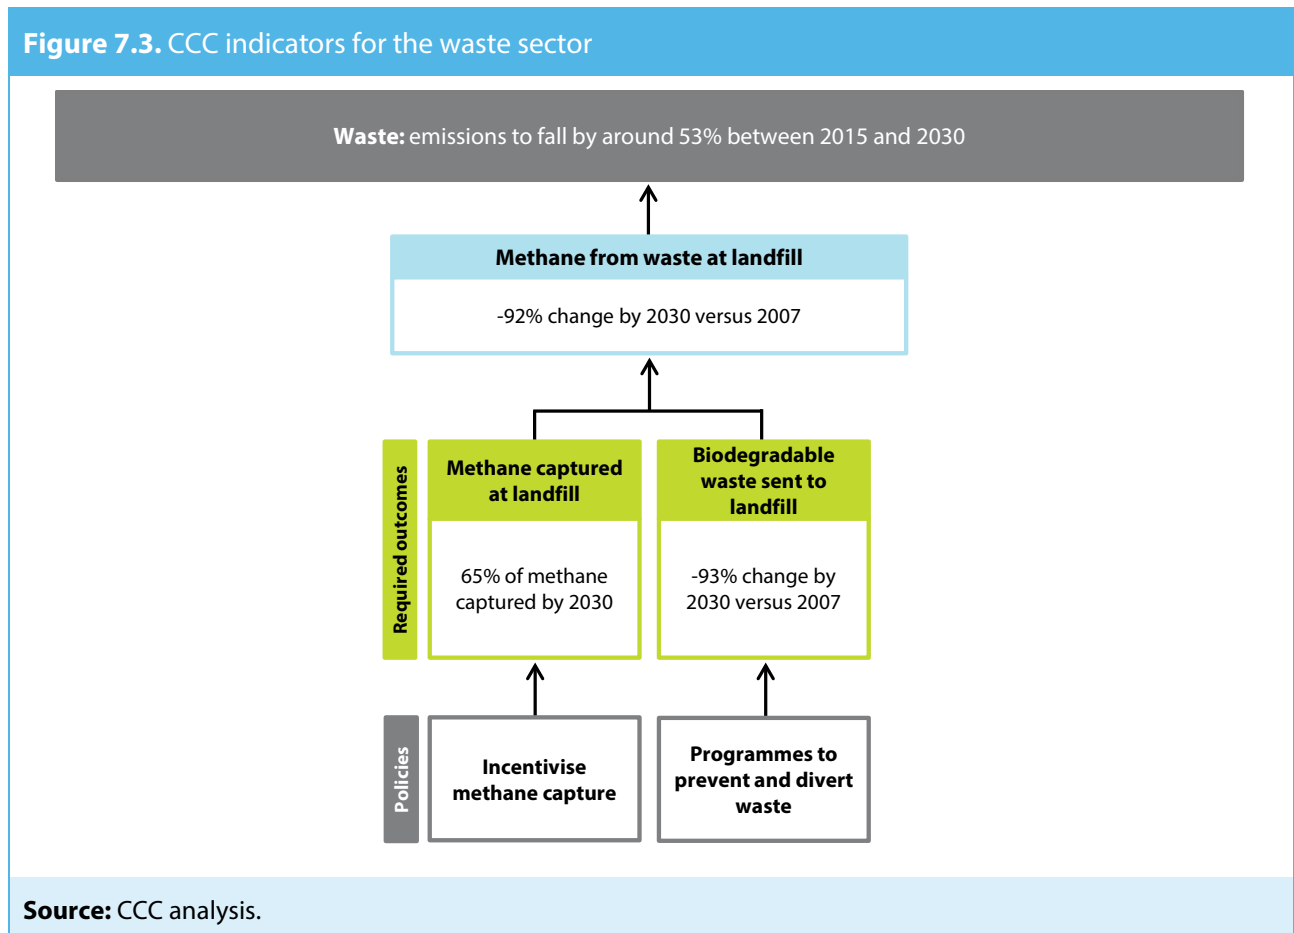 Figure 7.3. CCC indicators for the waste sector
Waste: emissions to fall by around 53% between 2015 and 2030
Methane from waste at landfill
-92% change by 2030 versus 2007
Required outcomes
Methane captured
at landfill
65% of methane
captured by 2030
Biodegradable
waste sent to
landfill
-93% change by
2030 versus 2007
Policies
Incentivise
methane capture
Programmes to
prevent and divert
waste
Source: CCC analysis.